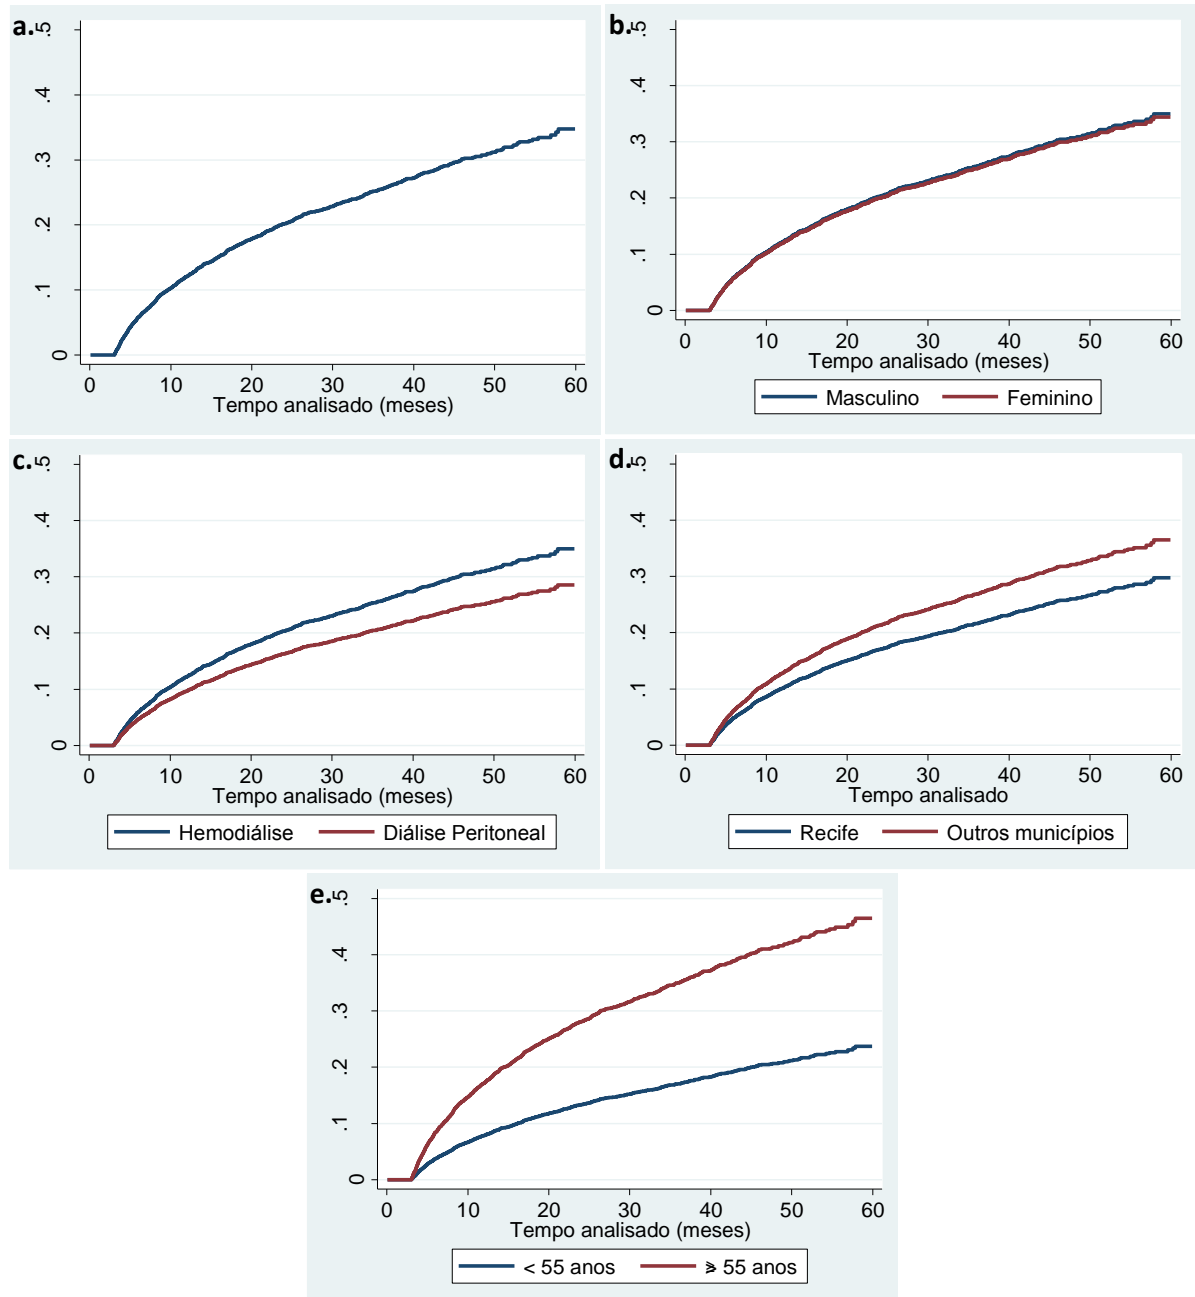 a.
.5
.4
.3
.2
.1
0
0 10 20 30 40 50 60
Tempo analisado (meses)
b.
.5
.4
.3
.2
.1
0
0 10 20 30 40 50 60
Tempo analisado (meses)
Masculino Feminino
c.
.5
.4
.3
.2
.1
0
0 10 20 30 40 50 60
Tempo analisado (meses)
Hemodiálise Diálise Peritoneal
d.
.5
.4
.3
.2
.1
0
0 10 20 30 40 50 60
Tempo analisado
Recife Outros municípios
e.
.5
.4
.3
.2
.1
0
0 10 20 30 40 50 60
Tempo analisado (meses)
< 55 anos ⩾ 55 anos